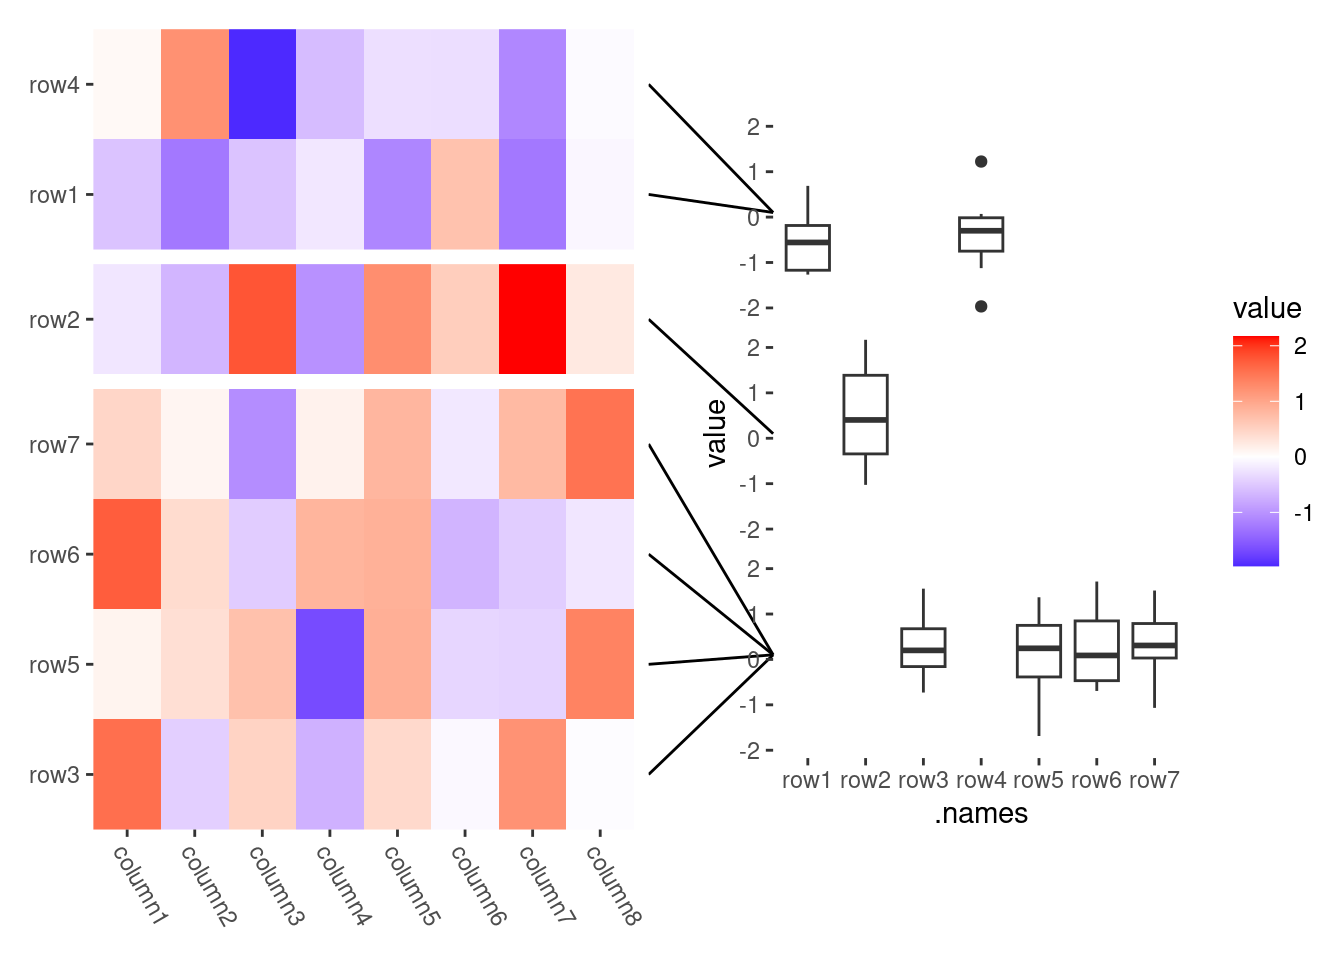 row4
row1
row2
row7
row6
row5
row3
column1
column2
column3
column4
column5
column6
column7
column8
value
2
1
0
-1
-2
2
1
0
-1
-2
2
1
0
-1
-2
row1 row2 row3 row4 row5 row6 row7
.names
value
2
1
0
-1